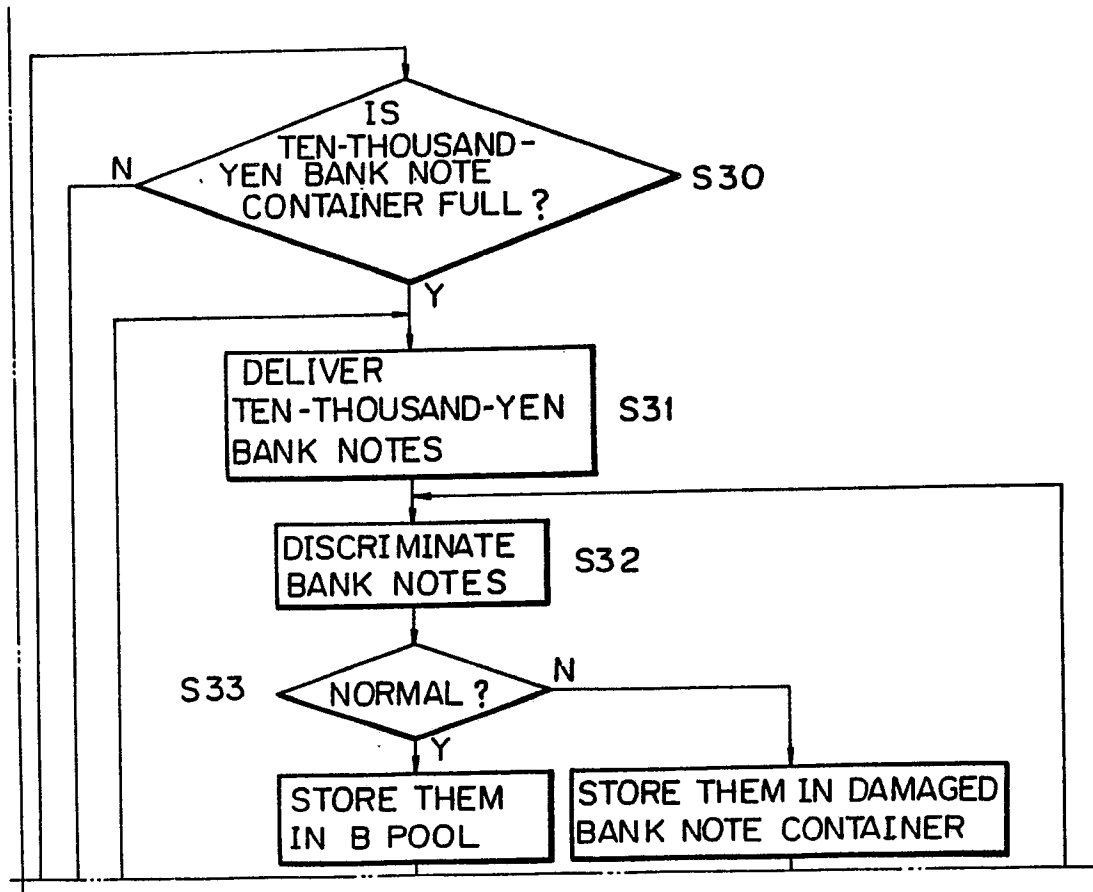 IS
TEN-THOUSAND-
YEN BANK NOTE
CONTAINER FULL?
N
S30
Y
DELIVER
TEN-THOUSAND-YEN
BANK NOTES
S31
DISCRIMINATE
BANK NOTES
S32
S33
NORMAL?
N
Y
STORE THEM
IN B POOL
STORE THEM IN DAMAGED
BANK NOTE CONTAINER